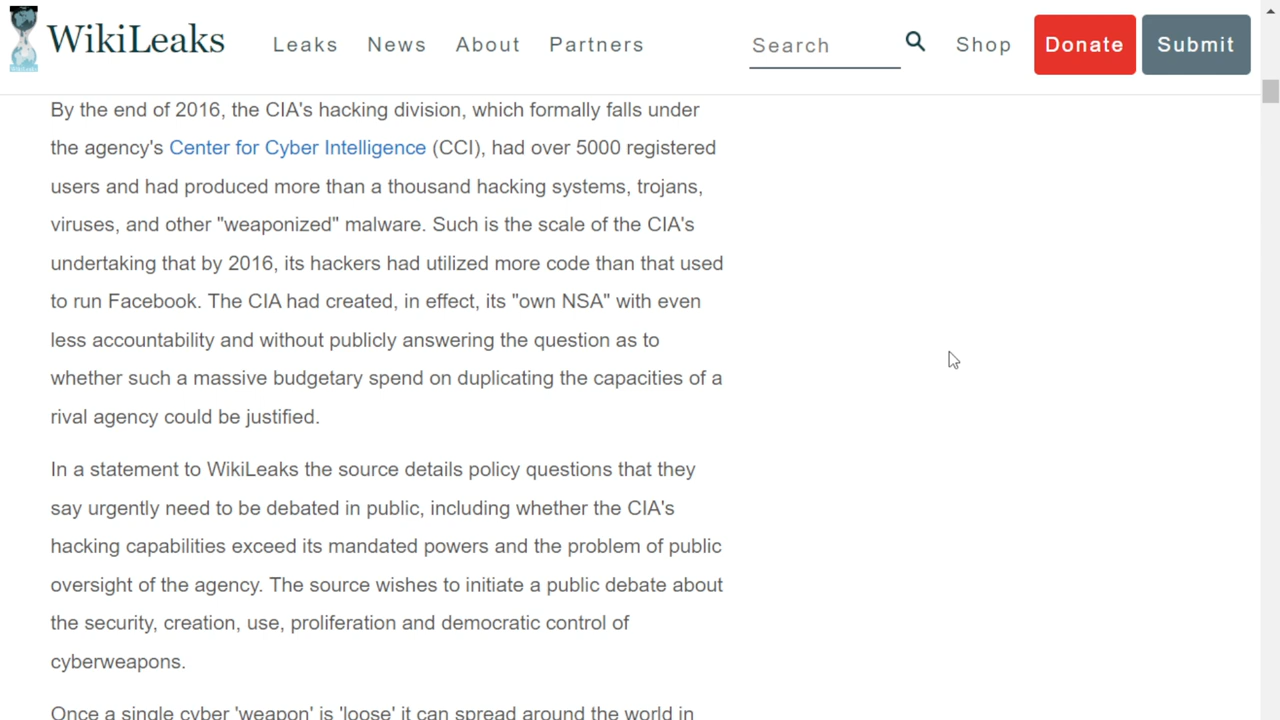 WikiLeaks
Leaks News About Partners
Search
Shop
Donate
Submit
By the end of 2016, the CIA's hacking division, which formally falls under
the agency's Center for Cyber Intelligence (CCI), had over 5000 registered
users and had produced more than a thousand hacking systems, trojans,
viruses, and other "weaponized" malware. Such is the scale of the CIA's
undertaking that by 2016, its hackers had utilized more code than that used
to run Facebook. The CIA had created, in effect, its "own NSA" with even
less accountability and without publicly answering the question as to
whether such a massive budgetary spend on duplicating the capacities of a
rival agency could be justified.
In a statement to WikiLeaks the source details policy questions that they
say urgently need to be debated in public, including whether the CIA's
hacking capabilities exceed its mandated powers and the problem of public
oversight of the agency. The source wishes to initiate a public debate about
the security, creation, use, proliferation and democratic control of
cyberweapons.
Once a single cyber 'weapon' is 'loose' it can spread around the world in